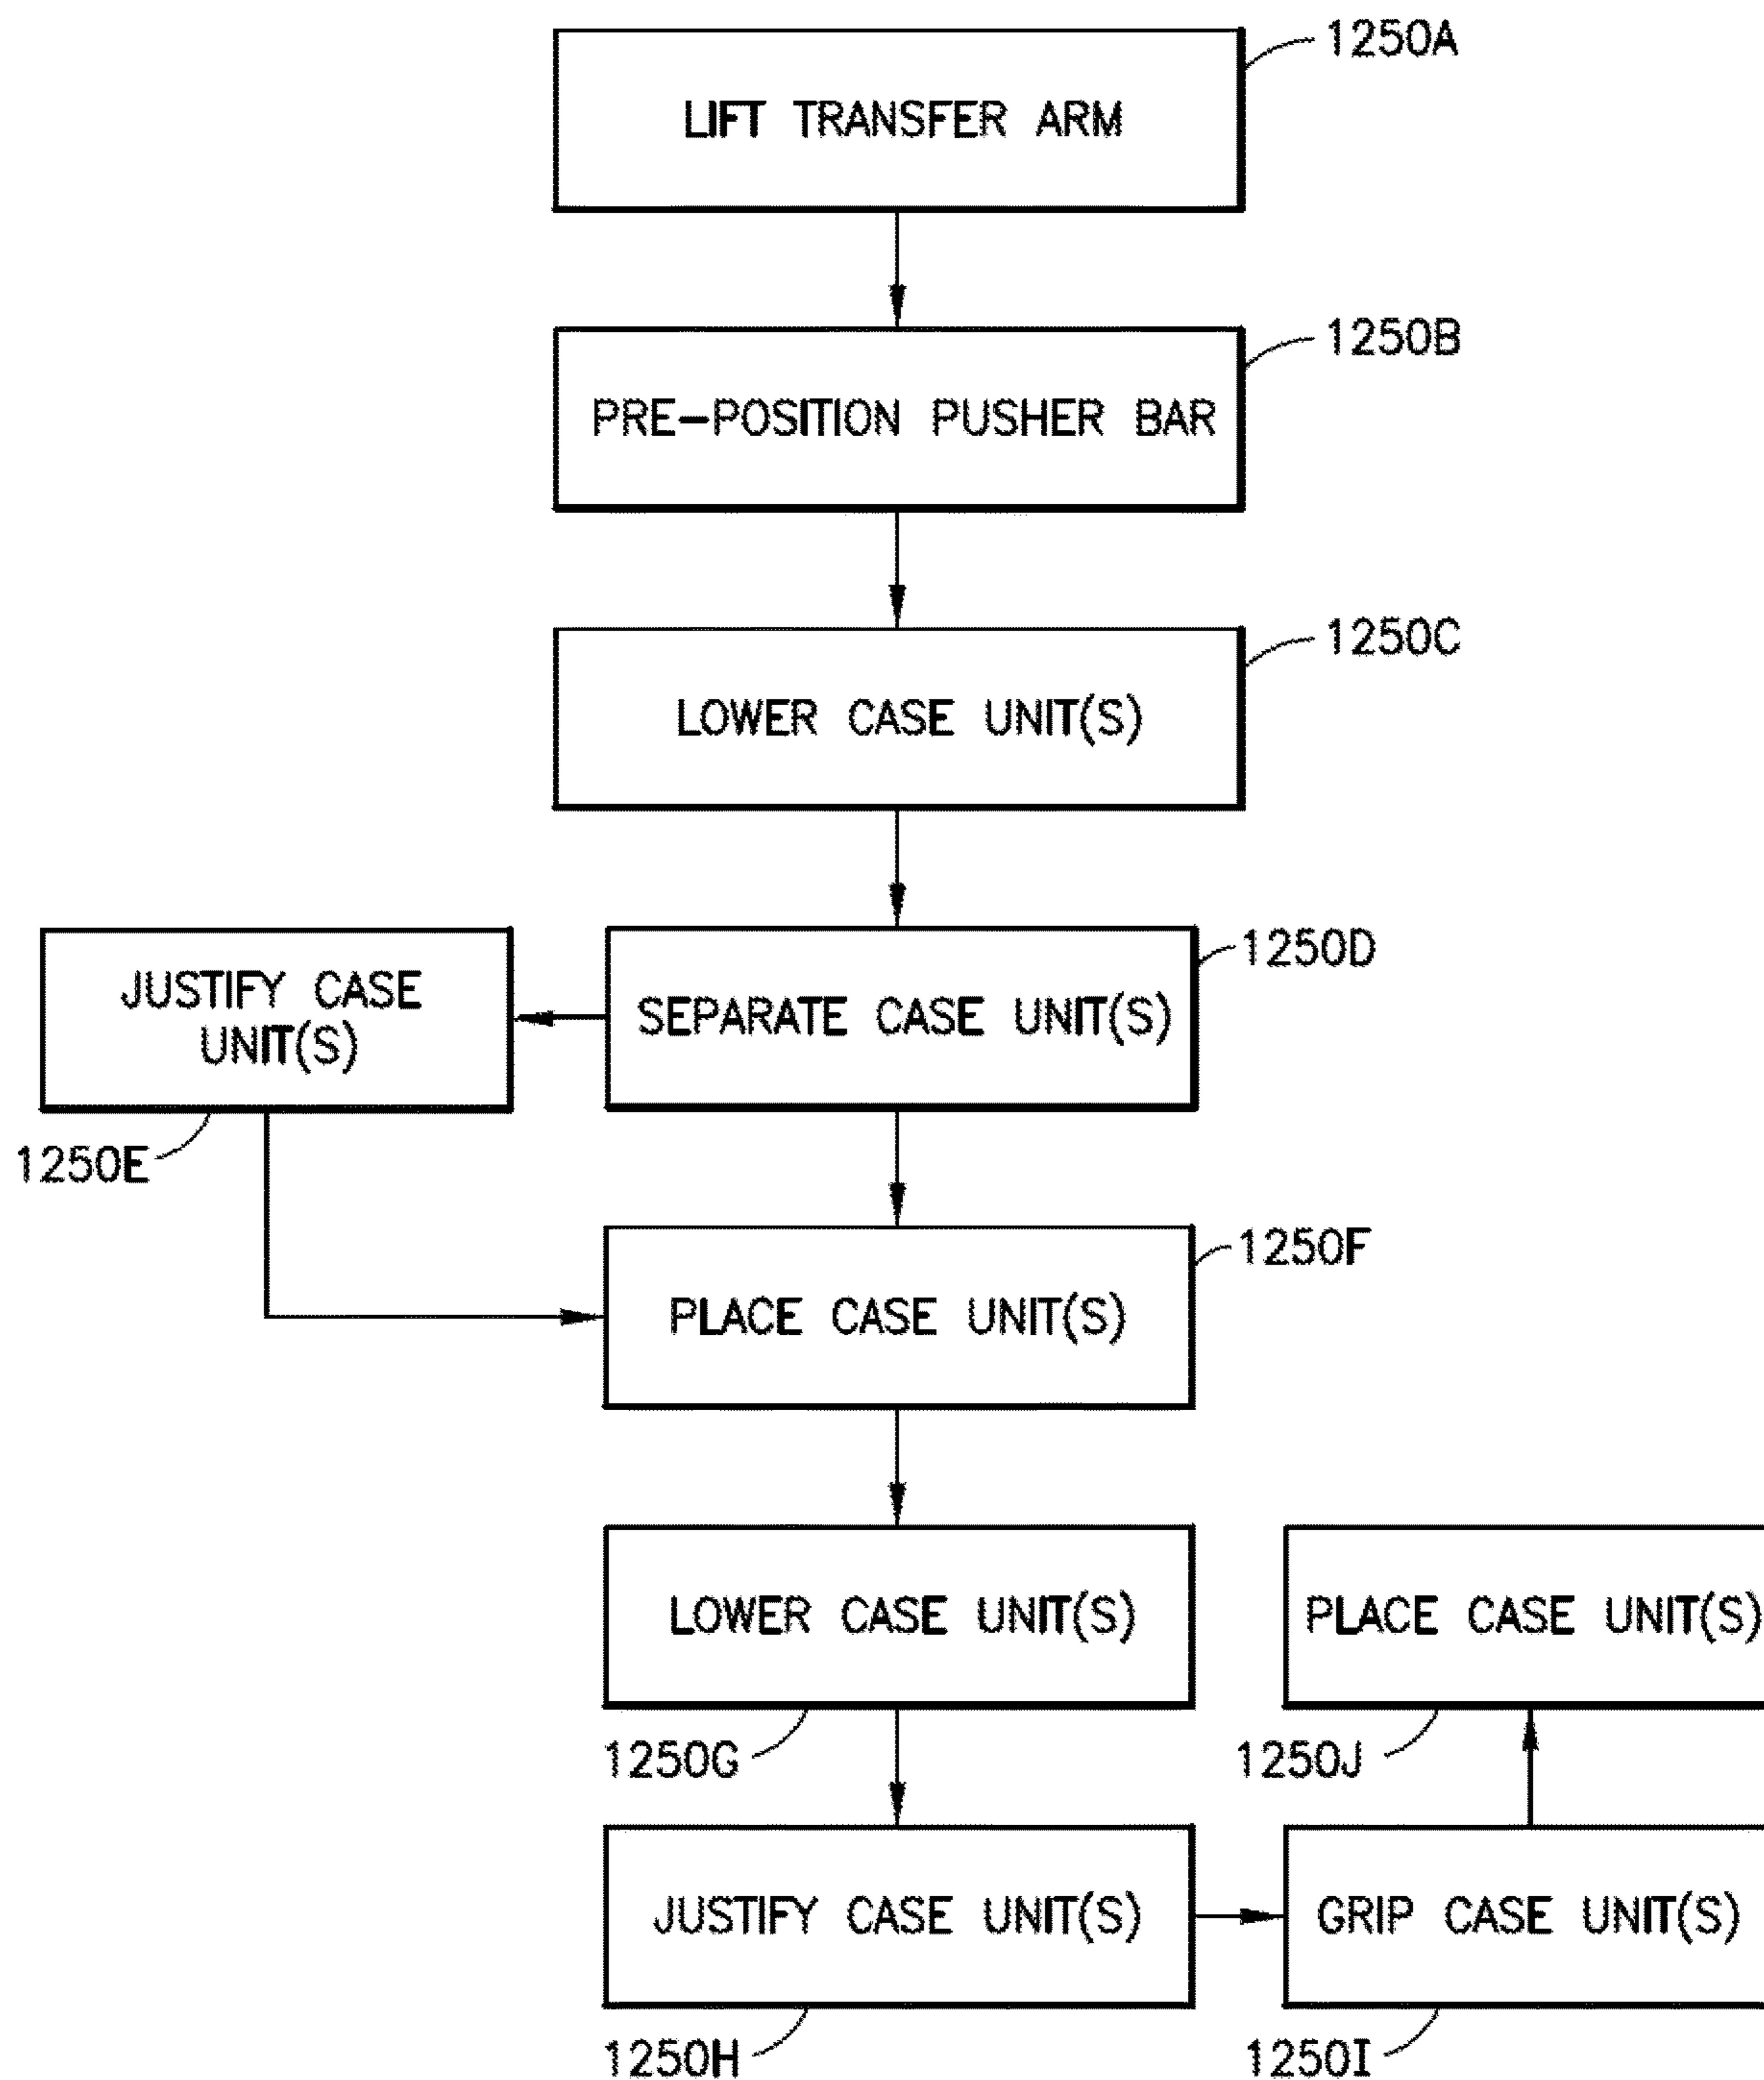 1250A
LIFT TRANSFER ARM
1250B
PRE-POSITION PUSHER BAR
1250C
LOWER CASE UNIT(S)
1250D
JUSTIFY CASE
UNIT(S)
SEPARATE CASE UNIT(S)
1250E
1250F
PLACE CASE UNIT(S)
LOWER CASE UNIT(S)
PLACE CASE UNIT(S)
1250G
1250J
JUSTIFY CASE UNIT(S)
GRIP CASE UNIT(S)
1250H
1250I